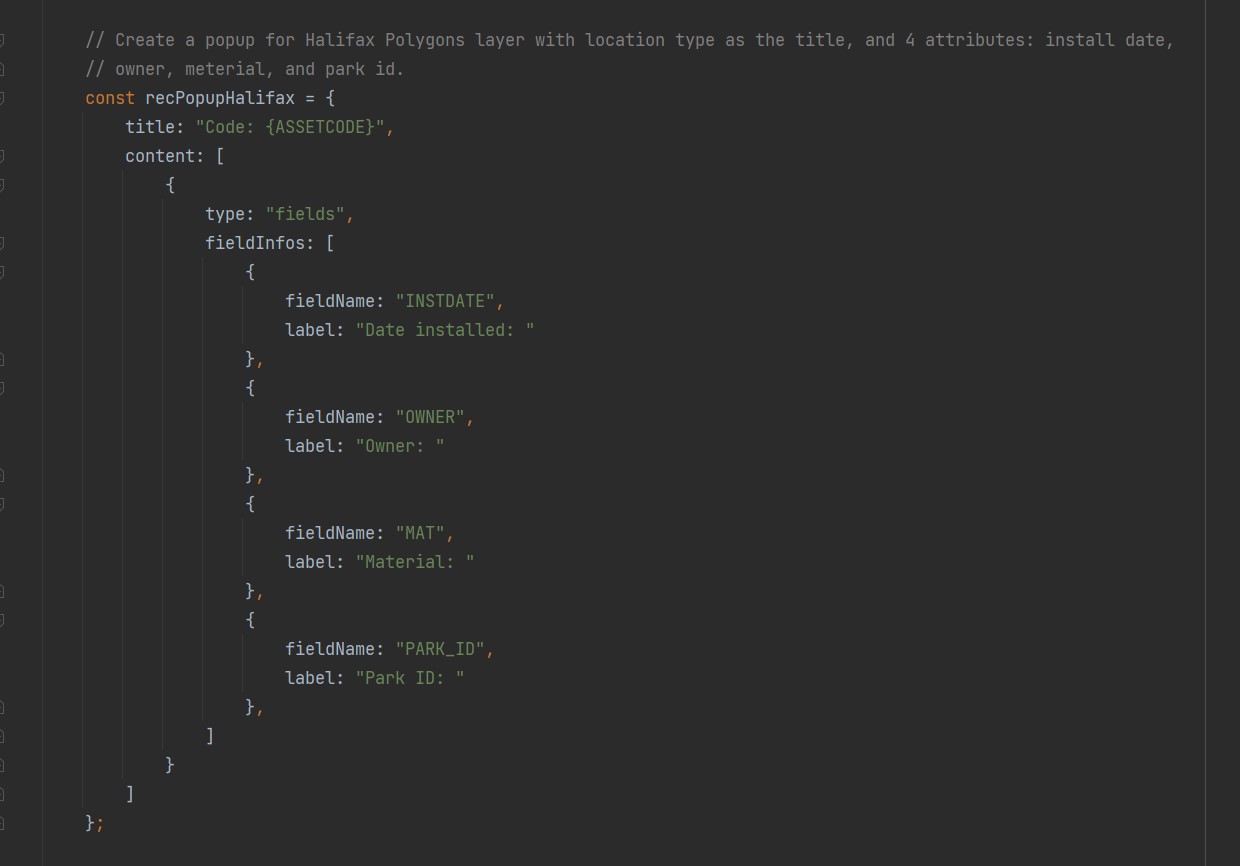 // Create a popup for Halifax Polygons layer with location type as the title, and 4 attributes: install date,
// owner, meterial, and park id.
const recPopupHalifax = {
    title: "Code: {ASSETCODE}",
    content: [
        {
            type: "fields",
            fieldInfos: [
                {
                    fieldName: "INSTDATE",
                    label: "Date installed: "
                },
                {
                    fieldName: "OWNER",
                    label: "Owner: "
                },
                {
                    fieldName: "MAT",
                    label: "Material: "
                },
                {
                    fieldName: "PARK_ID",
                    label: "Park ID: "
                },
            ]
        }
    ]
};